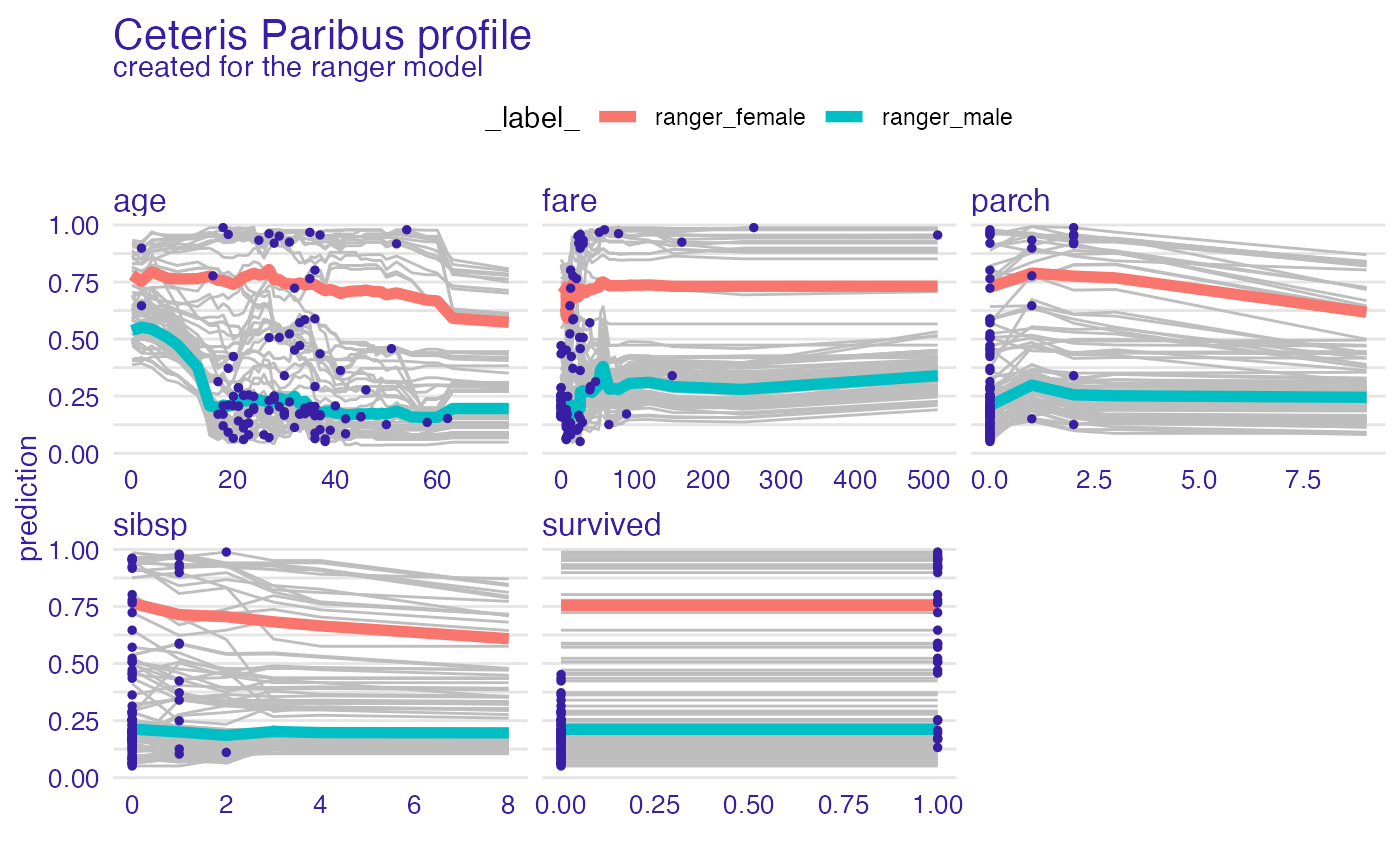 Ceteris Paribus profile
created for the ranger model
_label_ ranger_female ranger_male
age fare parch
1.00
0.75
0.50
0.25
0.00
0 20 40 60 0 100 200 300 400 500 0.0 2.5 5.0 7.5
prediction
sibsp survived
1.00
0.75
0.50
0.25
0.00
0 2 4 6 8 0.00 0.25 0.50 0.75 1.00